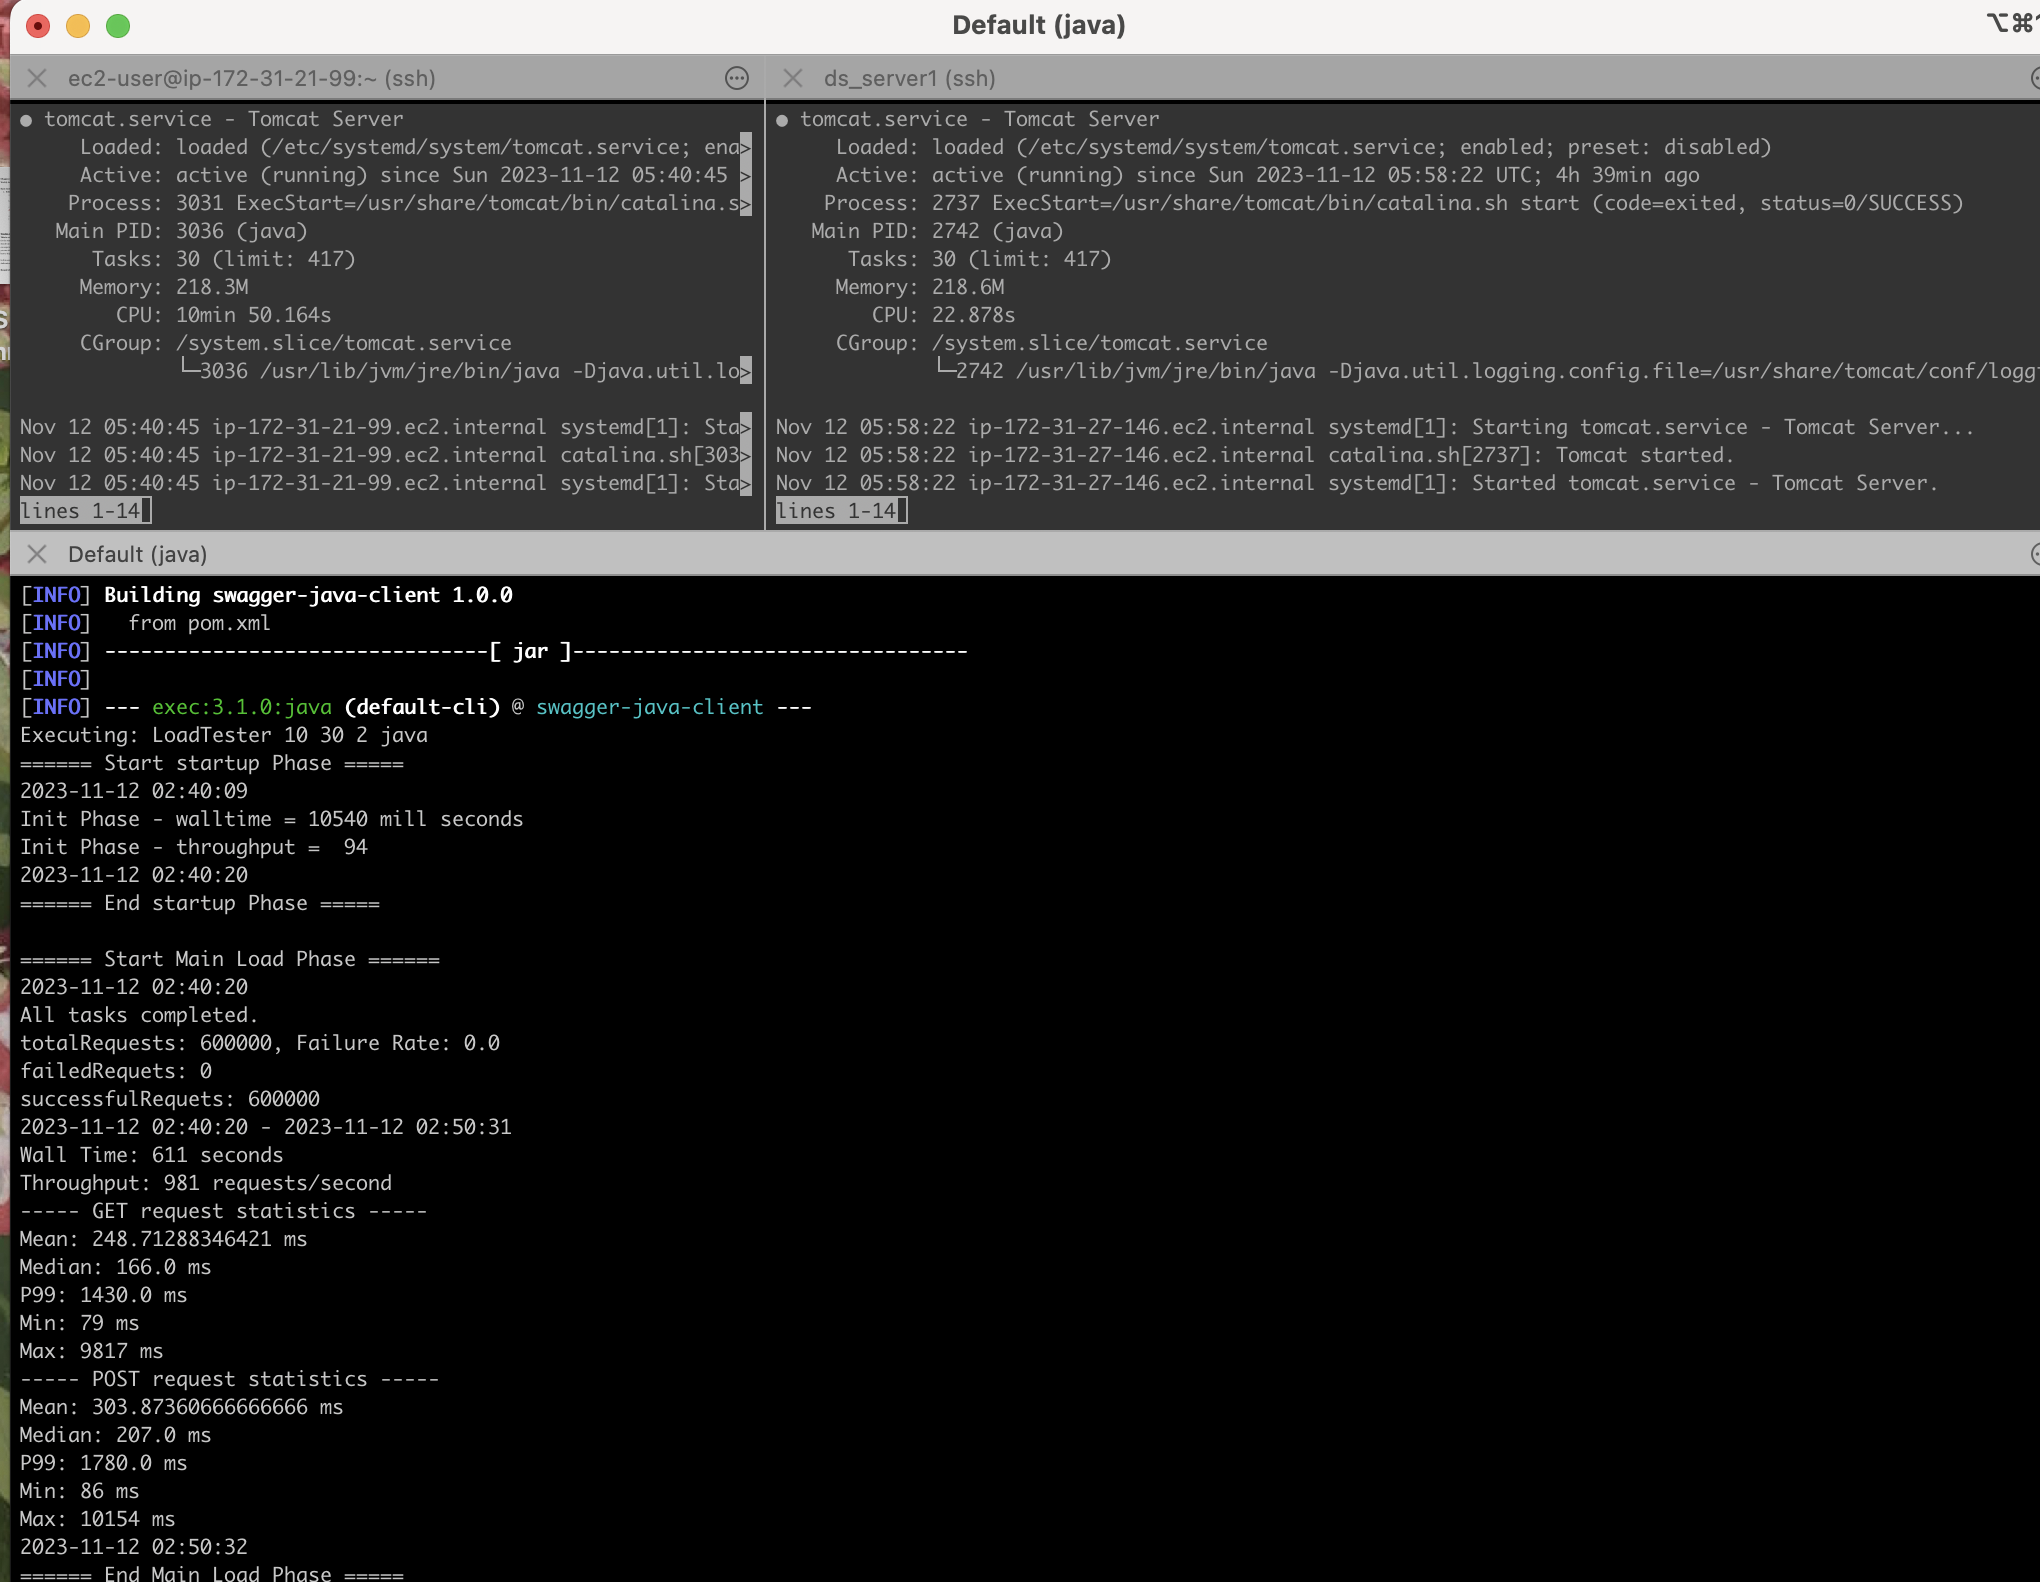 Default (java)
⌥⌘
ec2-user@ip-172-31-21-99:~ (ssh)
● tomcat.service - Tomcat Server
Loaded: loaded (/etc/systemd/system/tomcat.service; ena>
Active: active (running) since Sun 2023-11-12 05:40:45 >
Process: 3031 ExecStart=/usr/share/tomcat/bin/catalina.s>
Main PID: 3036 (java)
Tasks: 30 (limit: 417)
Memory: 218.3M
CPU: 10min 50.164s
CGroup: /system.slice/tomcat.service
└─3036 /usr/lib/jvm/jre/bin/java -Djava.util.lo>
Nov 12 05:40:45 ip-172-31-21-99.ec2.internal systemd[1]: Sta>
Nov 12 05:40:45 ip-172-31-21-99.ec2.internal catalina.sh[303>
Nov 12 05:40:45 ip-172-31-21-99.ec2.internal systemd[1]: Sta>
lines 1-14
ds_server1 (ssh)
● tomcat.service - Tomcat Server
Loaded: loaded (/etc/systemd/system/tomcat.service; enabled; preset: disabled)
Active: active (running) since Sun 2023-11-12 05:58:22 UTC; 4h 39min ago
Process: 2737 ExecStart=/usr/share/tomcat/bin/catalina.sh start (code=exited, status=0/SUCCESS)
Main PID: 2742 (java)
Tasks: 30 (limit: 417)
Memory: 218.6M
CPU: 22.878s
CGroup: /system.slice/tomcat.service
└─2742 /usr/lib/jvm/jre/bin/java -Djava.util.logging.config.file=/usr/share/tomcat/conf/logg
Nov 12 05:58:22 ip-172-31-27-146.ec2.internal systemd[1]: Starting tomcat.service - Tomcat Server...
Nov 12 05:58:22 ip-172-31-27-146.ec2.internal catalina.sh[2737]: Tomcat started.
Nov 12 05:58:22 ip-172-31-27-146.ec2.internal systemd[1]: Started tomcat.service - Tomcat Server.
lines 1-14
Default (java)
[INFO] Building swagger-java-client 1.0.0
[INFO]   from pom.xml
[INFO] --------------------------------[ jar ]---------------------------------
[INFO]
[INFO] --- exec:3.1.0:java (default-cli) @ swagger-java-client ---
Executing: LoadTester 10 30 2 java
====== Start startup Phase =====
2023-11-12 02:40:09
Init Phase - walltime = 10540 mill seconds
Init Phase - throughput =  94
2023-11-12 02:40:20
====== End startup Phase =====
====== Start Main Load Phase ======
2023-11-12 02:40:20
All tasks completed.
totalRequests: 600000, Failure Rate: 0.0
failedRequets: 0
successfulRequets: 600000
2023-11-12 02:40:20 - 2023-11-12 02:50:31
Wall Time: 611 seconds
Throughput: 981 requests/second
----- GET request statistics -----
Mean: 248.71288346421 ms
Median: 166.0 ms
P99: 1430.0 ms
Min: 79 ms
Max: 9817 ms
----- POST request statistics -----
Mean: 303.87360666666666 ms
Median: 207.0 ms
P99: 1780.0 ms
Min: 86 ms
Max: 10154 ms
2023-11-12 02:50:32
====== End Main Load Phase =====